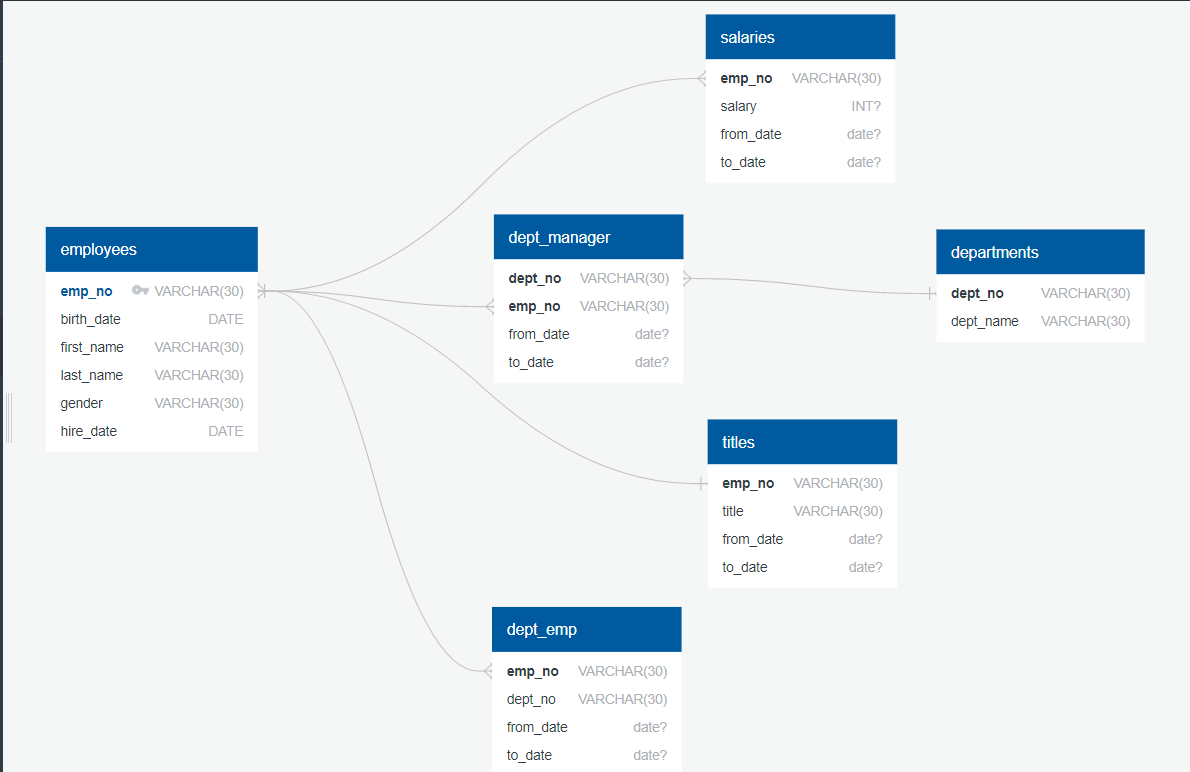 salaries
emp_no VARCHAR(30)
salary INT?
from_date date?
to_date date?
employees
emp_no VARCHAR(30)
birth_date DATE
first_name VARCHAR(30)
last_name VARCHAR(30)
gender VARCHAR(30)
hire_date DATE
dept_manager
dept_no VARCHAR(30)
emp_no VARCHAR(30)
from_date date?
to_date date?
departments
dept_no VARCHAR(30)
dept_name VARCHAR(30)
titles
emp_no VARCHAR(30)
title VARCHAR(30)
from_date date?
to_date date?
dept_emp
emp_no VARCHAR(30)
dept_no VARCHAR(30)
from_date date?
to_date date?